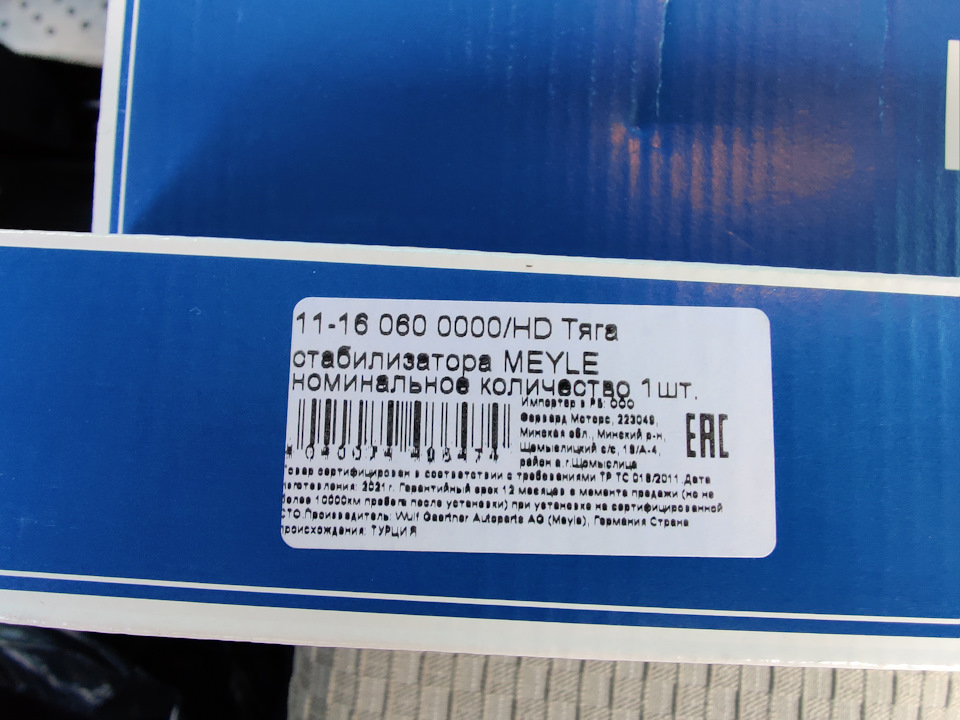 11-16 060 0000/HD Тяга
стабилизатора MEYLE
номинальное количество 1 шт.
Импортер в РБ: ООО
Форвард Моторс, 223049,
Минская обл., Минский р-н,
Щомыслицкий с/с, 18/А-4,
район а.г.Щомыслица
EAC
Товар сертифицирован в соответствии с требованиями ТР ТС 018/2011. Дата
изготовления: 2021 г. Гарантийный срок 12 месяцев с момента продажи (но не
более 10000км пробега после установки) при установке на сертифицированной
СТО. Производитель: Wulf Gaertner Autoparts AG (Meyle), Германия Страна
происхождения: ТУРЦИЯ